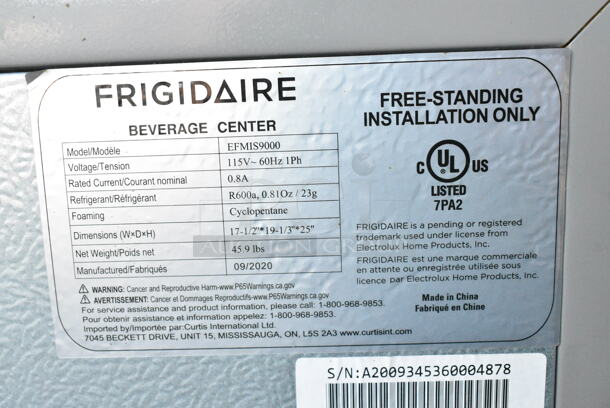 FRIGIDAIRE
BEVERAGE CENTER
Model/Modèle EFMIS9000
Voltage/Tension 115V~ 60Hz 1Ph
Rated Current/Courant nominal 0.8A
Refrigerant/Réfrigérant R600a, 0.81Oz / 23g
Foaming Cyclopentane
Dimensions (W×D×H) 17-1/2"*19-1/3"*25"
Net Weight/Poids net 45.9 lbs
Manufactured/Fabriqués 09/2020
WARNING: Cancer and Reproductive Harm-www.P65Warnings.ca.gov
AVERTISSEMENT: Cancer et Dommages Reproductifs-www.P65Warnings.ca.gov
For service assistance and product information, please call: 1-800-968-9853.
Pour obtenir assistance et information appelez: 1-800-968-9853.
Imported by/Importée par:Curtis International Ltd.
7045 BECKETT DRIVE, UNIT 15, MISSISSAUGA, ON, L5S 2A3 www.curtisint.com
FREE-STANDING
INSTALLATION ONLY
C UL US
LISTED
7PA2
FRIGIDAIRE is a pending or registered
trademark used under license from
Electrolux Home Products, Inc.
FRIGIDAIRE est une marque commerciale
en attente ou enregistrée utilisée sous
licence par Electrolux Home Products, Inc.
Made in China
Fabriqué en Chine
S/N:A2009345360004878